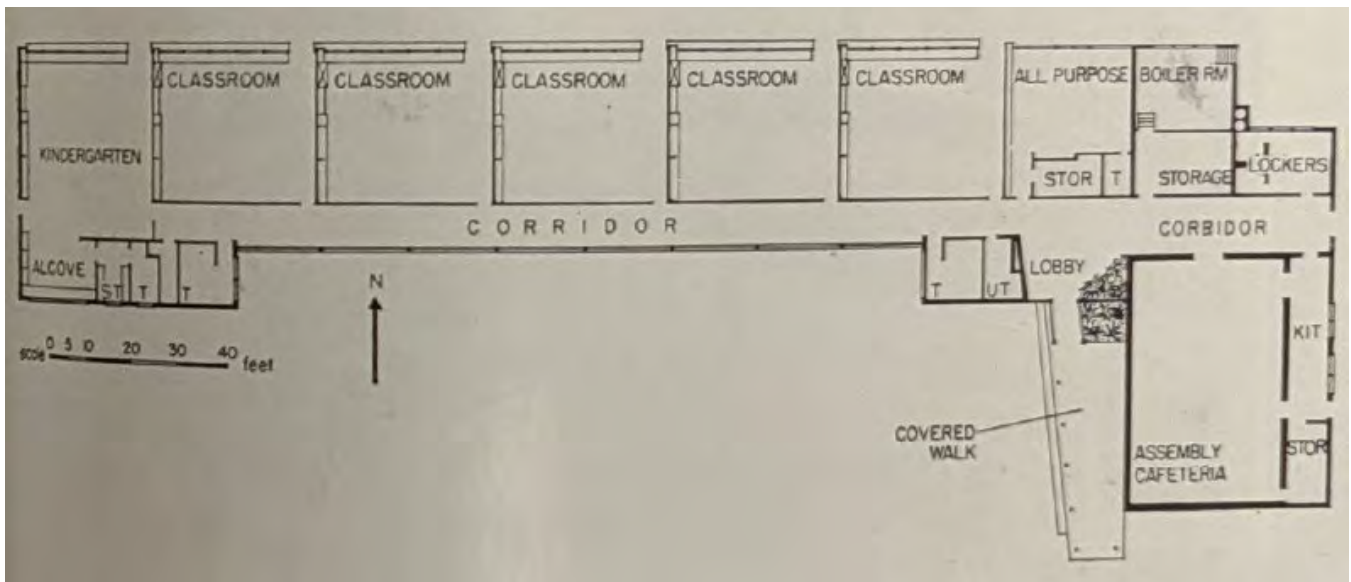 CLASSROOM
CLASSROOM
CLASSROOM
CLASSROOM
CLASSROOM
ALL PURPOSE
BOILER RM
KINDERGARTEN
STOR
T
STORAGE
LOCKERS
CORRIDOR
CORBIDOR
ALCOVE
ST
T
T
T
UT
LOBBY
N
KIT
scale 0 5 10 20 30 40 feet
COVERED
WALK
ASSEMBLY
CAFETERIA
STOR